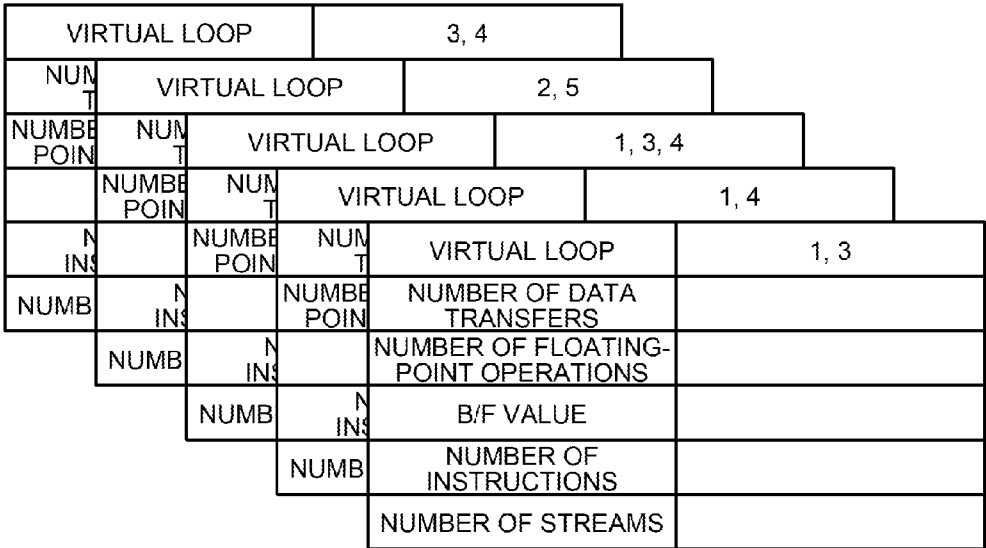 VIRTUAL LOOP 3, 4
VIRTUAL LOOP 2, 5
VIRTUAL LOOP 1, 3, 4
VIRTUAL LOOP 1, 4
VIRTUAL LOOP 1, 3
NUMBER OF DATA
TRANSFERS
NUMBER OF FLOATING-
POINT OPERATIONS
B/F VALUE
NUMBER OF
INSTRUCTIONS
NUMBER OF STREAMS